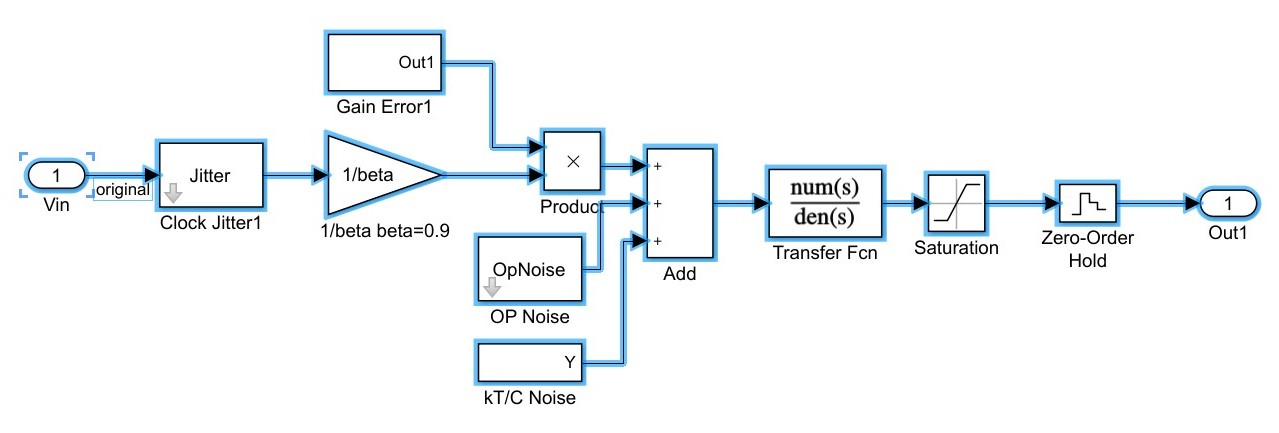 Out1
Gain Error1
1
original
Vin
Jitter
Clock Jitter1
1/beta
1/beta beta=0.9
×
Product
OpNoise
OP Noise
Y
kT/C Noise
+
+
+
Add
num(s)
den(s)
Transfer Fcn
Saturation
Zero-Order
Hold
1
Out1